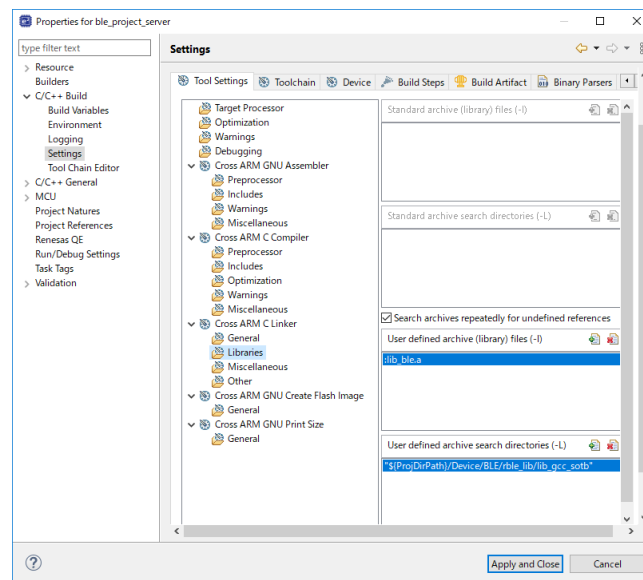 Properties for ble_project_server
type filter text
Settings
Resource
Builders
C/C++ Build
Build Variables
Environment
Logging
Settings
Tool Chain Editor
C/C++ General
MCU
Project Natures
Project References
Renesas QE
Run/Debug Settings
Task Tags
Validation
Tool Settings
Toolchain
Device
Build Steps
Build Artifact
Binary Parsers
Target Processor
Optimization
Warnings
Debugging
Cross ARM GNU Assembler
Preprocessor
Includes
Warnings
Miscellaneous
Cross ARM C Compiler
Preprocessor
Includes
Optimization
Warnings
Miscellaneous
Cross ARM C Linker
General
Libraries
Miscellaneous
Other
Cross ARM GNU Create Flash Image
General
Cross ARM GNU Print Size
General
Standard archive (library) files (-l)
Standard archive search directories (-L)
Search archives repeatedly for undefined references
User defined archive (library) files (-l)
:lib_ble.a
User defined archive search directories (-L)
"${ProjDirPath}/Device/BLE/rble_lib/lib_gcc_sotb"
Apply and Close
Cancel